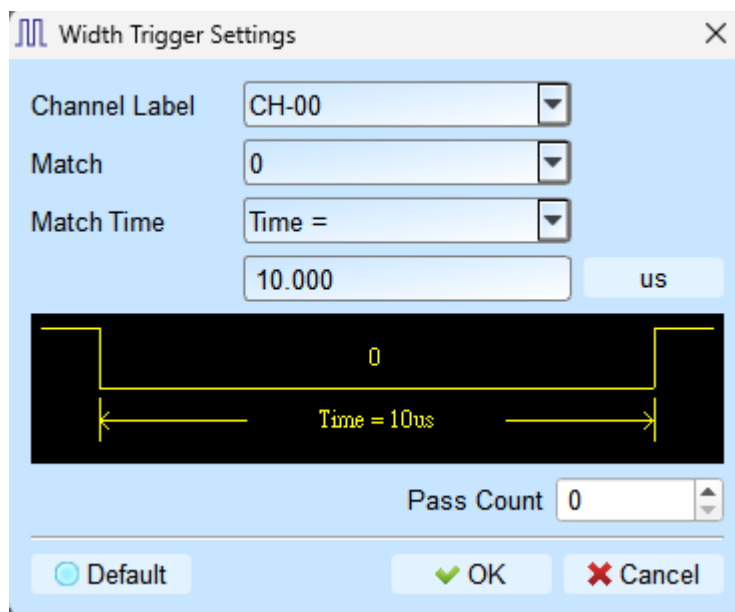 Width Trigger Settings
Channel Label CH-00
Match 0
Match Time Time =
10.000 us
0
Time = 10us
Pass Count 0
Default OK Cancel